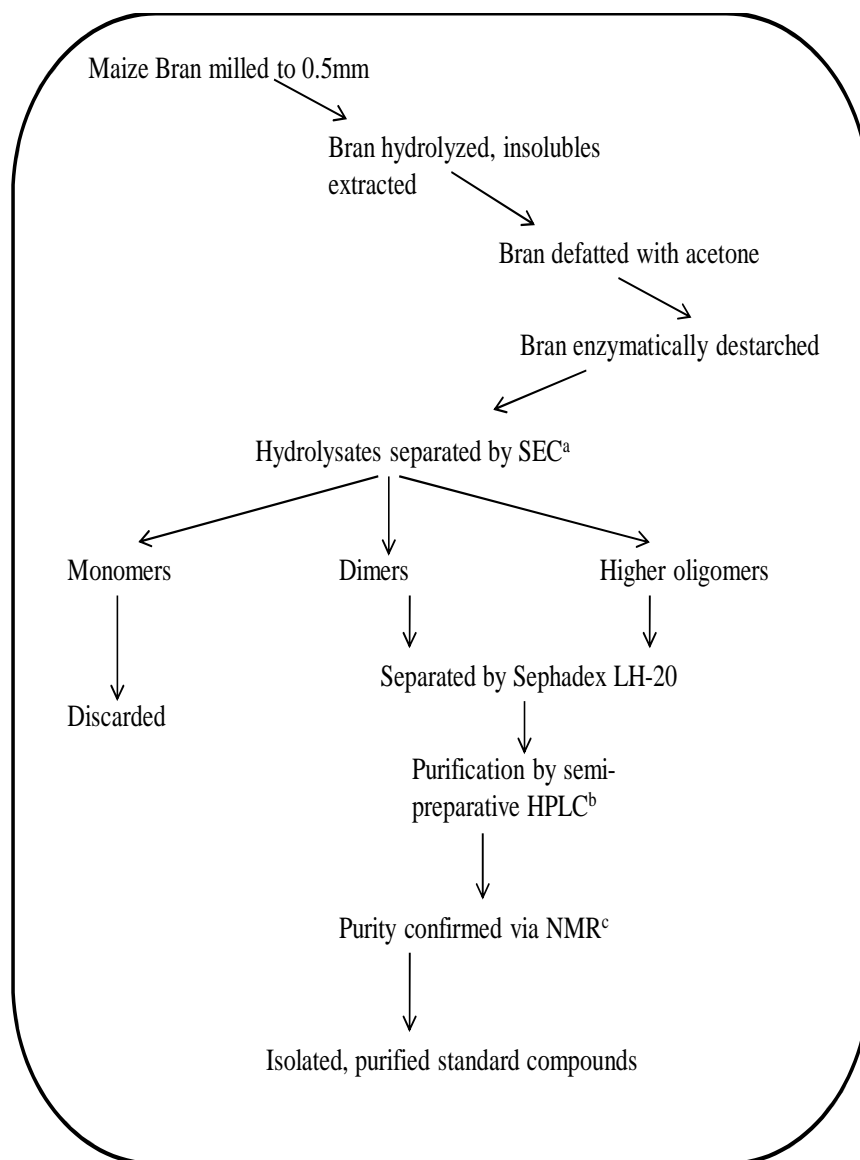 Maize Bran milled to 0.5mm
Bran hydrolyzed, insolubles
extracted
Bran defatted with acetone
Bran enzymatically destarched
Hydrolysates separated by SECᵃ
Monomers
Dimers
Higher oligomers
Separated by Sephadex LH-20
Discarded
Purification by semi-
preparative HPLCᵇ
Purity confirmed via NMRᶜ
Isolated, purified standard compounds